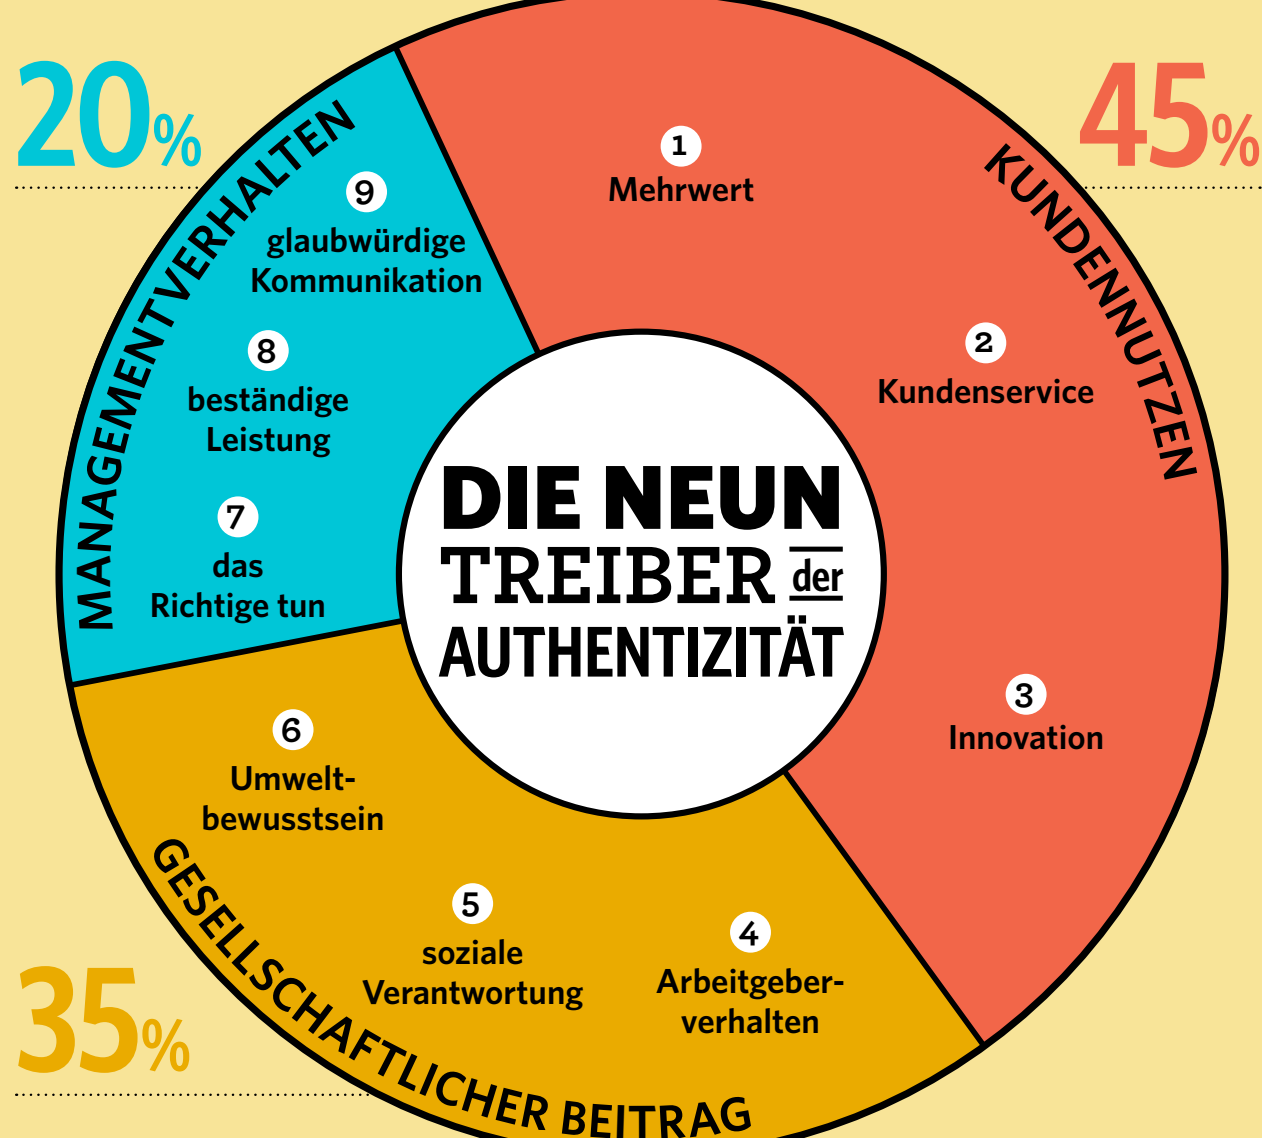 DIE NEUN
TREIBER der
AUTHENTIZITÄT
45%
KUNDENNUTZEN
1
Mehrwert
2
Kundenservice
3
Innovation
35%
GESELLSCHAFTLICHER BEITRAG
4
Arbeitgeber-
verhalten
5
soziale
Verantwortung
6
Umwelt-
bewusstsein
20%
MANAGEMENTVERHALTEN
7
das
Richtige tun
8
beständige
Leistung
9
glaubwürdige
Kommunikation